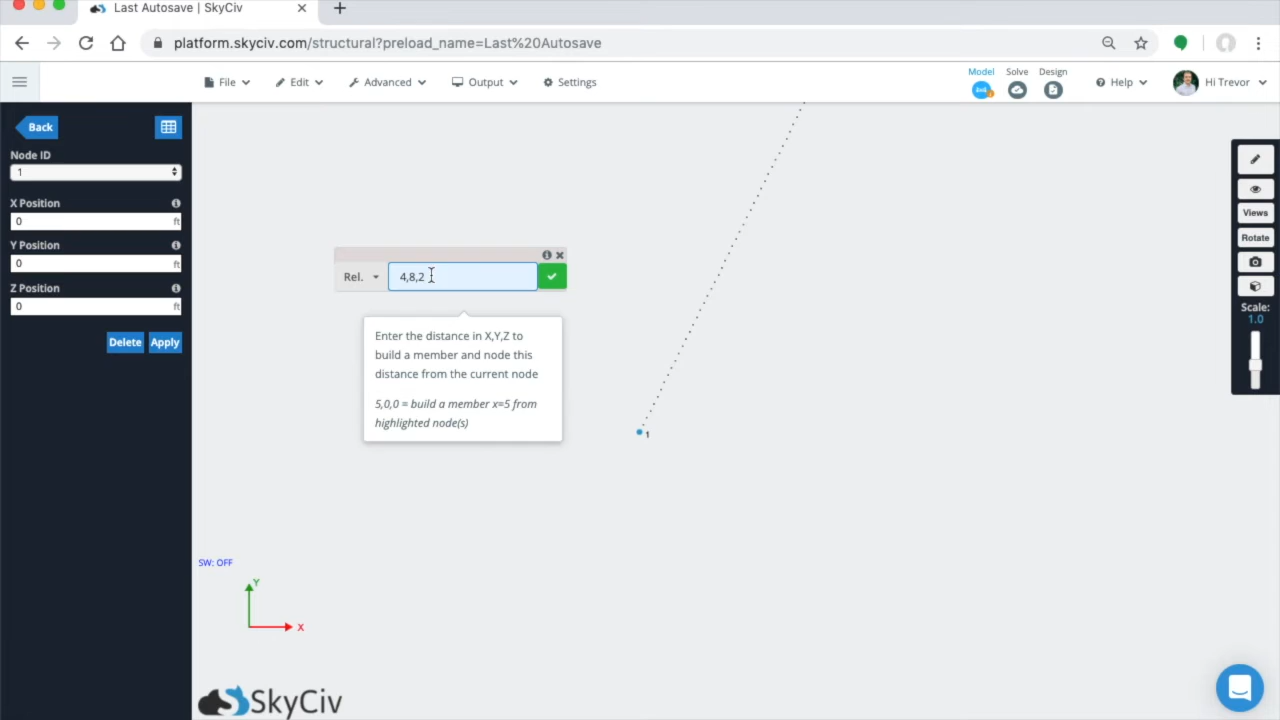 Last Autosave | SkyCiv
platform.skyciv.com/structural?preload_name=Last%20Autosave
File
Edit
Advanced
Output
Settings
Model
Solve
Design
Help
Hi Trevor
Back
Node ID
1
X Position
0 ft
Y Position
0 ft
Z Position
0 ft
Delete
Apply
Rel.
4,8,2
Enter the distance in X,Y,Z to
build a member and node this
distance from the current node
5,0,0 = build a member x=5 from
highlighted node(s)
1
Views
Rotate
Scale:
1.0
SW: OFF
Y
X
SkyCiv